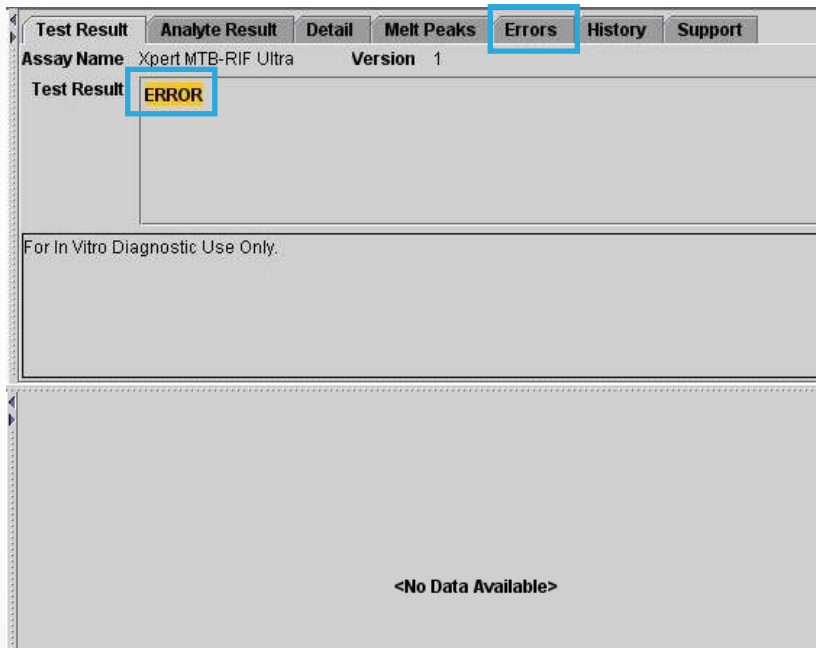 Test Result Analyte Result Detail Melt Peaks Errors History Support
Assay Name Xpert MTB-RIF Ultra Version 1
Test Result ERROR
For In Vitro Diagnostic Use Only.
<No Data Available>